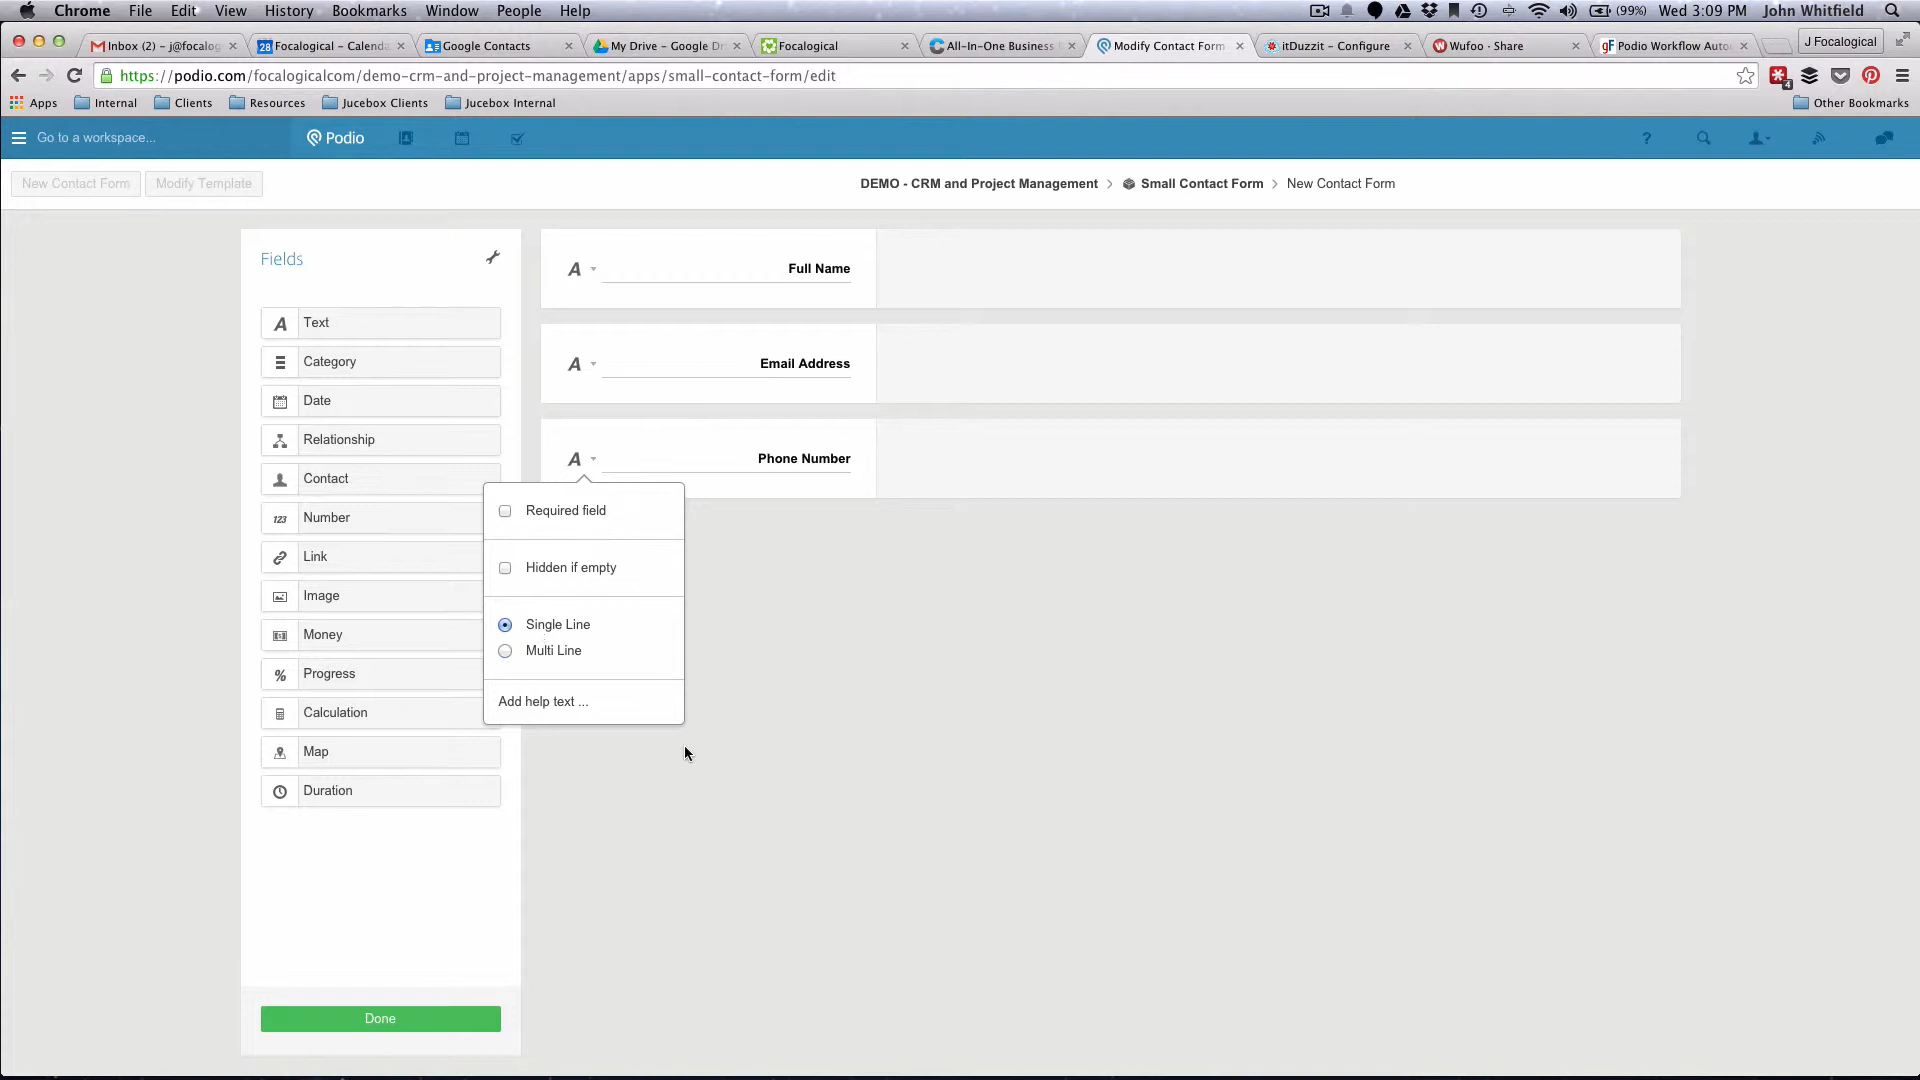 Chrome File Edit View History Bookmarks Window People Help (99%) Wed 3:09 PM John Whitfield
Inbox (2) – j@focalog Focalogical – Calenda Google Contacts My Drive – Google Dr Focalogical All-In-One Business Modify Contact Form itDuzzit – Configure Wufoo · Share Podio Workflow Auto J Focalogical
https://podio.com/focalogicalcom/demo-crm-and-project-management/apps/small-contact-form/edit 4
Apps Internal Clients Resources Jucebox Clients Jucebox Internal Other Bookmarks
Go to a workspace... Podio ?
New Contact Form Modify Template DEMO - CRM and Project Management Small Contact Form New Contact Form
Fields
A Text
Category
Date
Relationship
Contact
123 Number
Link
Image
Money
% Progress
Calculation
Map
Duration
Done
A Full Name
A Email Address
A Phone Number
Required field
Hidden if empty
Single Line
Multi Line
Add help text ...